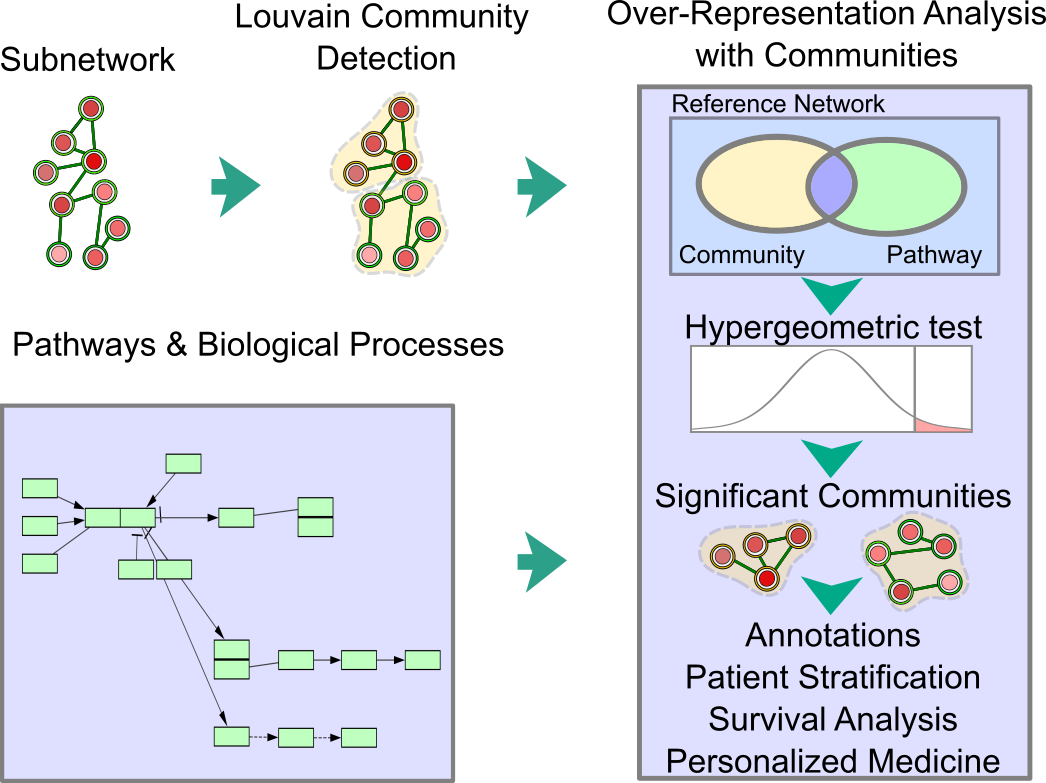 Subnetwork
Louvain Community
Detection
Over-Representation Analysis
with Communities
Reference Network
Community
Pathway
Hypergeometric test
Significant Communities
Annotations
Patient Stratification
Survival Analysis
Personalized Medicine
Pathways & Biological Processes